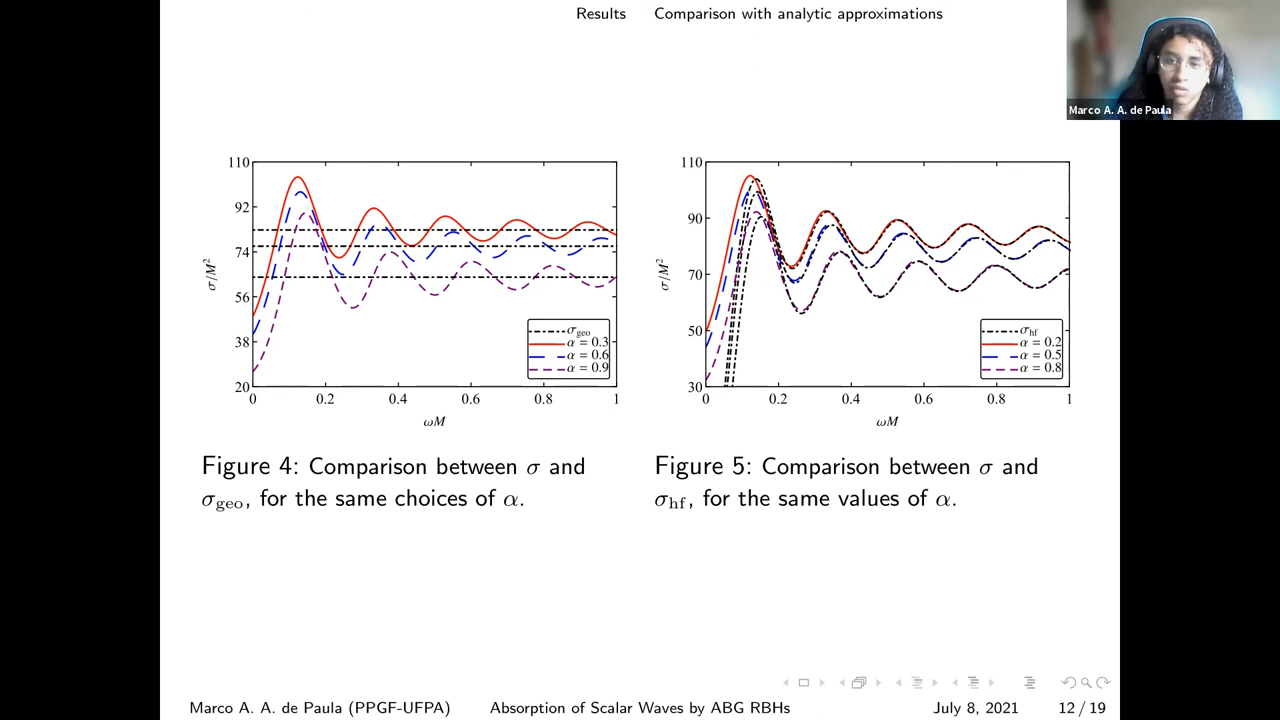 Results Comparison with analytic approximations
Marco A. A. de Paula
110
92
74
56
38
20
σ/M²
0 0.2 0.4 0.6 0.8 1
ωM
σgeo
α = 0.3
α = 0.6
α = 0.9
110
90
70
50
30
σ/M²
0 0.2 0.4 0.6 0.8 1
ωM
σhf
α = 0.2
α = 0.5
α = 0.8
Figure 4: Comparison between σ and
σgeo, for the same choices of α.
Figure 5: Comparison between σ and
σhf, for the same values of α.
Marco A. A. de Paula (PPGF-UFPA) Absorption of Scalar Waves by ABG RBHs July 8, 2021 12 / 19